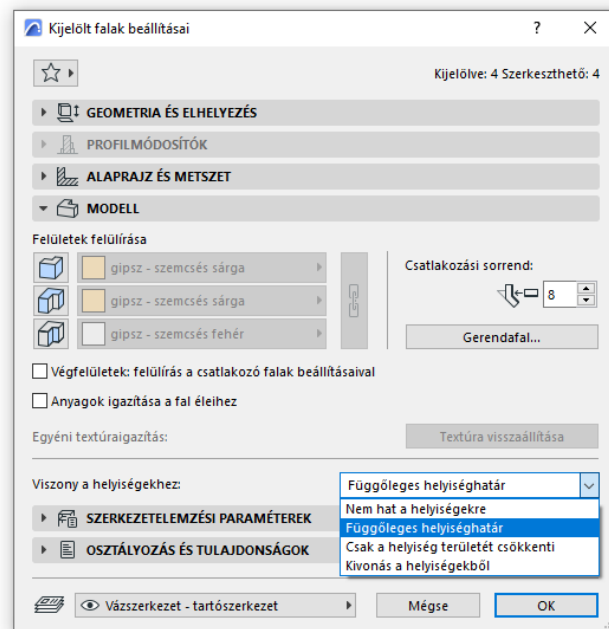 Kijelölt falak beállításai
?
Kijelölve: 4 Szerkeszthető: 4
GEOMETRIA ÉS ELHELYEZÉS
PROFILMÓDOSÍTÓK
ALAPRAJZ ÉS METSZET
MODELL
Felületek felülírása
gipsz - szemcsés sárga
gipsz - szemcsés sárga
gipsz - szemcsés fehér
Csatlakozási sorrend:
8
Gerendafal...
Végfelületek: felülírás a csatlakozó falak beállításaival
Anyagok igazítása a fal éleihez
Egyéni textúraigazítás:
Textúra visszaállítása
Viszony a helyiségekhez:
Függőleges helyiséghatár
Nem hat a helyiségekre
Függőleges helyiséghatár
Csak a helyiség területét csökkenti
Kivonás a helyiségekből
SZERKEZETELEMZÉSI PARAMÉTEREK
OSZTÁLYOZÁS ÉS TULAJDONSÁGOK
Vázszerkezet - tartószerkezet
Mégse
OK